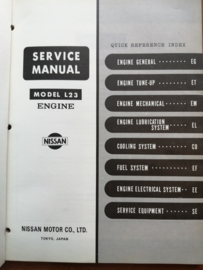 SERVICE
MANUAL
MODEL L23
ENGINE
NISSAN
NISSAN MOTOR CO., LTD.
TOKYO, JAPAN
QUICK REFERENCE INDEX
ENGINE GENERAL ······· EG
ENGINE TUNE-UP ······· ET
ENGINE MECHANICAL ···· EM
ENGINE LUBRICATION
SYSTEM ···· EL
COOLING SYSTEM ······· CO
FUEL SYSTEM ·········· EF
ENGINE ELECTRICAL SYSTEM ·· EE
SERVICE EQUIPMENT ···· SE